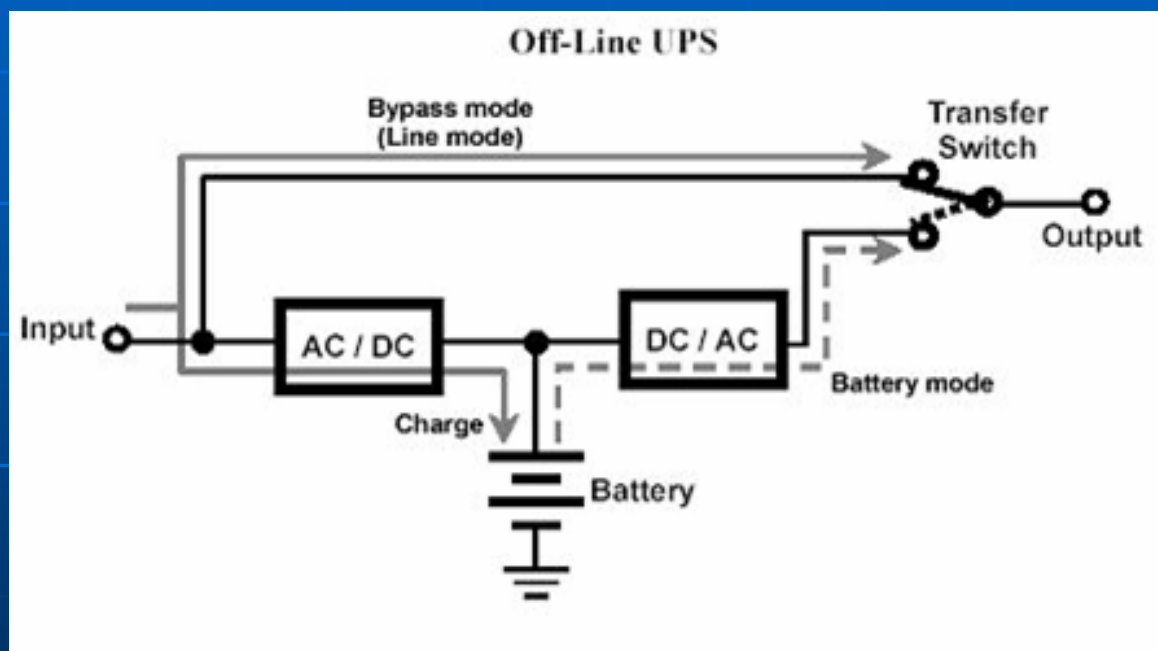 Off-Line UPS
Bypass mode
(Line mode)
Transfer
Switch
Output
Input
AC / DC
DC / AC
Battery mode
Charge
Battery